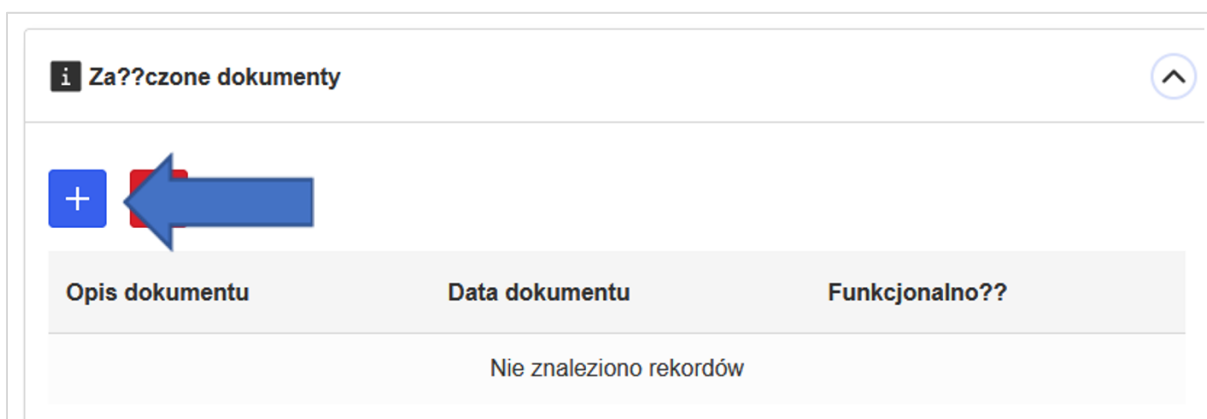 i Za??czone dokumenty
+
Opis dokumentu Data dokumentu Funkcjonalno??
Nie znaleziono rekordów